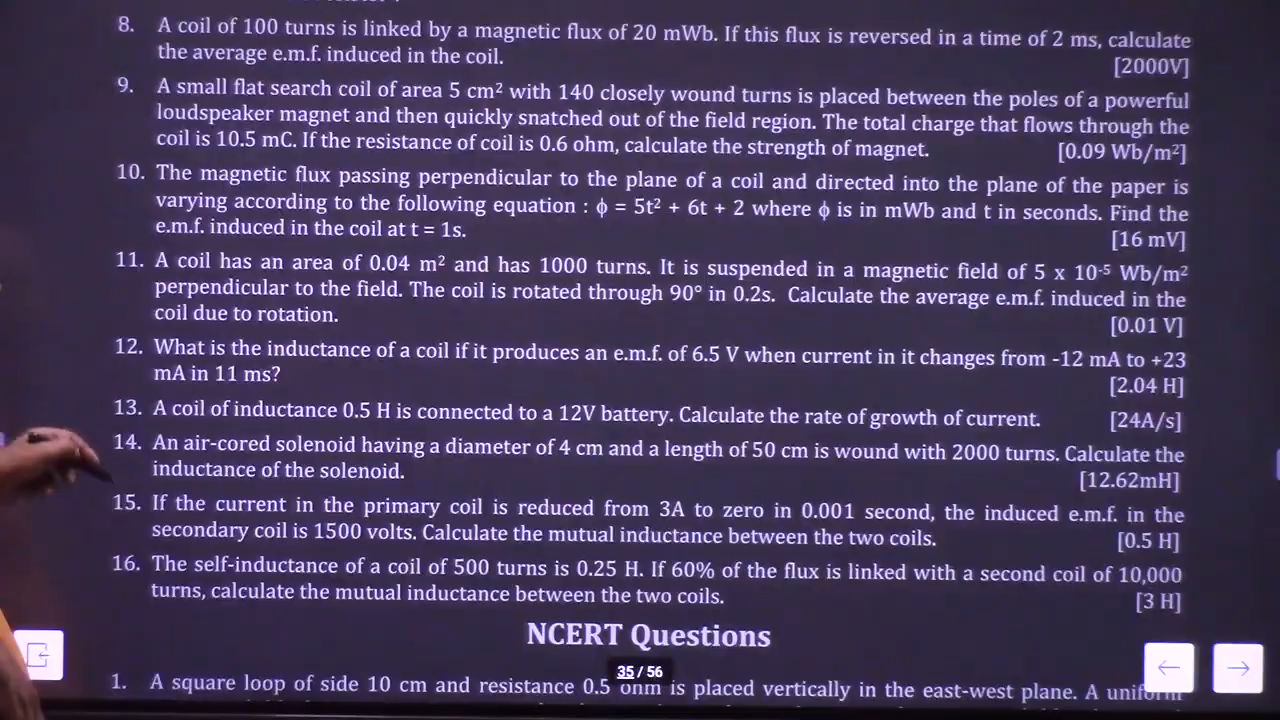 8. A coil of 100 turns is linked by a magnetic flux of 20 mWb. If this flux is reversed in a time of 2 ms, calculate
the average e.m.f. induced in the coil. [2000V]
9. A small flat search coil of area 5 cm² with 140 closely wound turns is placed between the poles of a powerful
loudspeaker magnet and then quickly snatched out of the field region. The total charge that flows through the
coil is 10.5 mC. If the resistance of coil is 0.6 ohm, calculate the strength of magnet. [0.09 Wb/m²]
10. The magnetic flux passing perpendicular to the plane of a coil and directed into the plane of the paper is
varying according to the following equation : ϕ = 5t² + 6t + 2 where ϕ is in mWb and t in seconds. Find the
e.m.f. induced in the coil at t = 1s. [16 mV]
11. A coil has an area of 0.04 m² and has 1000 turns. It is suspended in a magnetic field of 5 x 10⁻⁵ Wb/m²
perpendicular to the field. The coil is rotated through 90° in 0.2s. Calculate the average e.m.f. induced in the
coil due to rotation. [0.01 V]
12. What is the inductance of a coil if it produces an e.m.f. of 6.5 V when current in it changes from -12 mA to +23
mA in 11 ms? [2.04 H]
13. A coil of inductance 0.5 H is connected to a 12V battery. Calculate the rate of growth of current. [24A/s]
14. An air-cored solenoid having a diameter of 4 cm and a length of 50 cm is wound with 2000 turns. Calculate the
inductance of the solenoid. [12.62mH]
15. If the current in the primary coil is reduced from 3A to zero in 0.001 second, the induced e.m.f. in the
secondary coil is 1500 volts. Calculate the mutual inductance between the two coils. [0.5 H]
16. The self-inductance of a coil of 500 turns is 0.25 H. If 60% of the flux is linked with a second coil of 10,000
turns, calculate the mutual inductance between the two coils. [3 H]
NCERT Questions
35 / 56
1. A square loop of side 10 cm and resistance 0.5 ohm is placed vertically in the east-west plane. A uniform